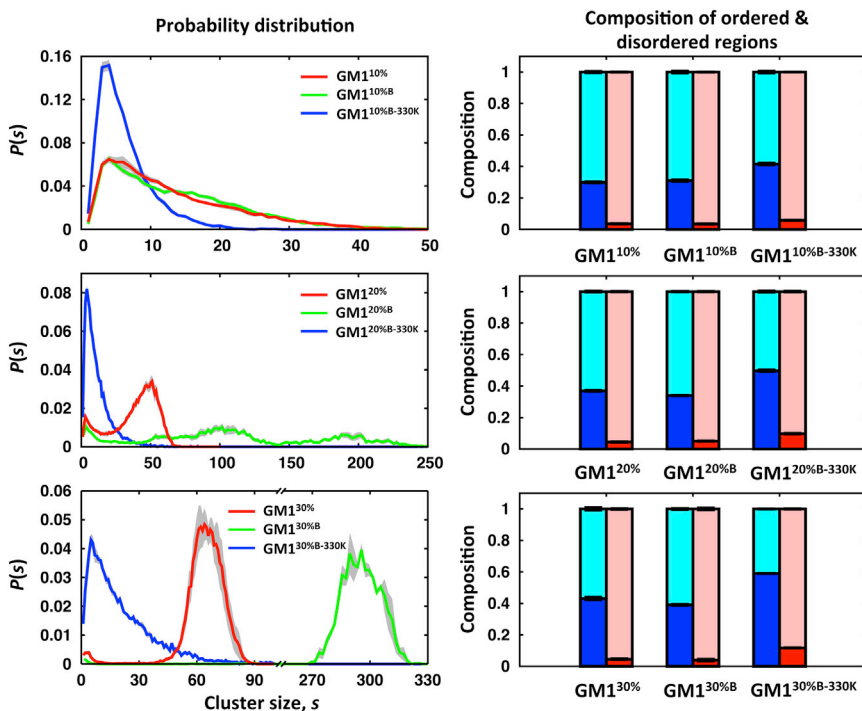 Probability distribution
P(s)
0.16
0.12
0.08
0.04
0
0 10 20 30 40 50
GM1^10%
GM1^10%B
GM1^10%B-330K
P(s)
0.08
0.06
0.04
0.02
0
0 50 100 150 200 250
GM1^20%
GM1^20%B
GM1^20%B-330K
P(s)
0.06
0.05
0.04
0.03
0.02
0.01
0
0 30 60 90 270 300 330
GM1^30%
GM1^30%B
GM1^30%B-330K
Cluster size, s
Composition of ordered &
disordered regions
Composition
1
0.8
0.6
0.4
0.2
0
GM1^10% GM1^10%B GM1^10%B-330K
Composition
1
0.8
0.6
0.4
0.2
0
GM1^20% GM1^20%B GM1^20%B-330K
Composition
1
0.8
0.6
0.4
0.2
0
GM1^30% GM1^30%B GM1^30%B-330K